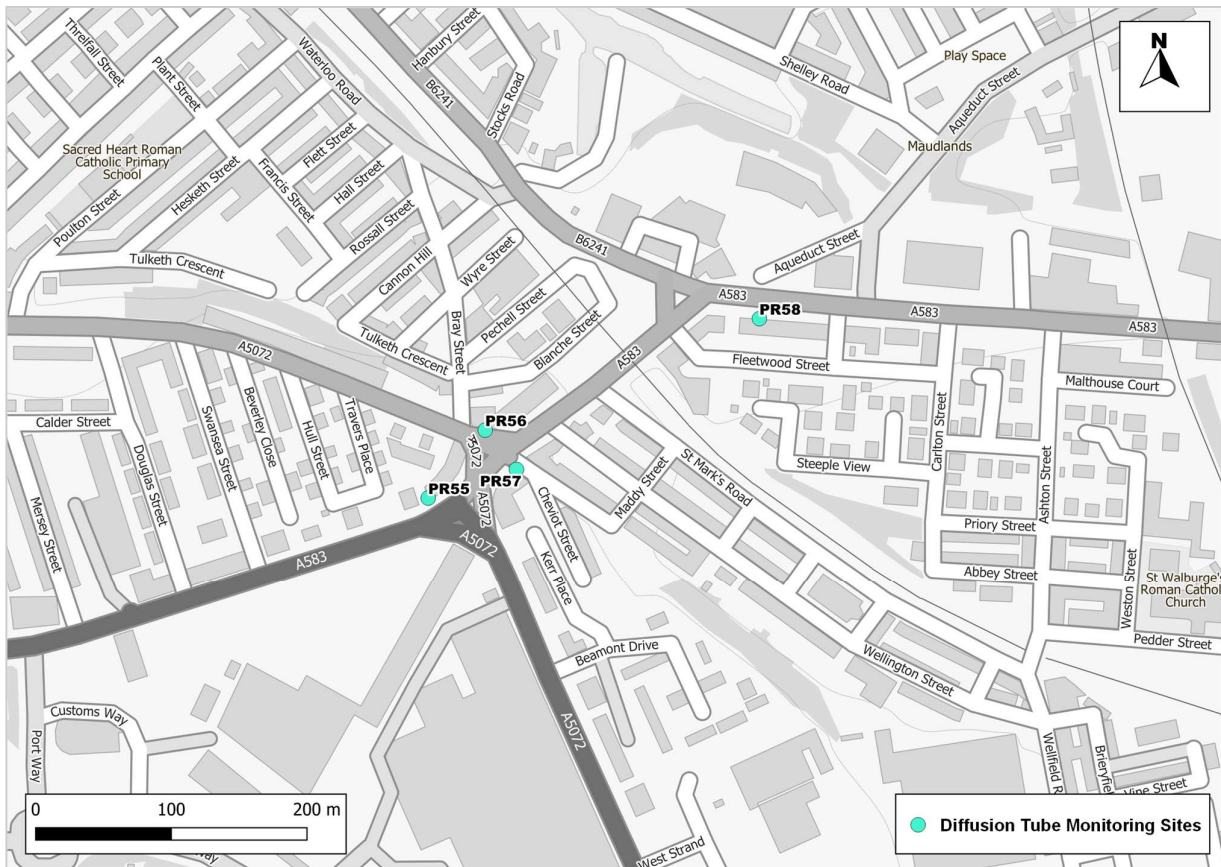 Threlfall Street
Plant Street
Waterloo Road
Hanbury Street
B6241
Stocks Road
Shelley Road
Play Space
Aqueduct Street
Maudlands
N
Sacred Heart Roman
Catholic Primary
School
Flett Street
Hall Street
Francis Street
Hesketh Street
Poulton Street
Rossall Street
Cannon Hill
Wyre Street
B6241
Aqueduct Street
Tulketh Crescent
Pechell Street
Bray Street
Blanche Street
Tulketh Crescent
A583
PR58
A583
A583
A583
Fleetwood Street
Malthouse Court
A5072
Calder Street
Swansea Street
Beverley Close
Hull Street
Travers Place
Douglas Street
Mersey Street
PR56
A5072
PR57
PR55
A5072
A5072
A583
Cheviot Street
Maddy Street
St Mark's Road
Steeple View
Carlton Street
Ashton Street
Priory Street
Abbey Street
Weston Street
St Walburge's
Roman Catholic
Church
Pedder Street
Kerr Place
Beamont Drive
Wellington Street
A5072
Customs Way
Port Way
Vine Street
West Strand
0 100 200 m
Diffusion Tube Monitoring Sites